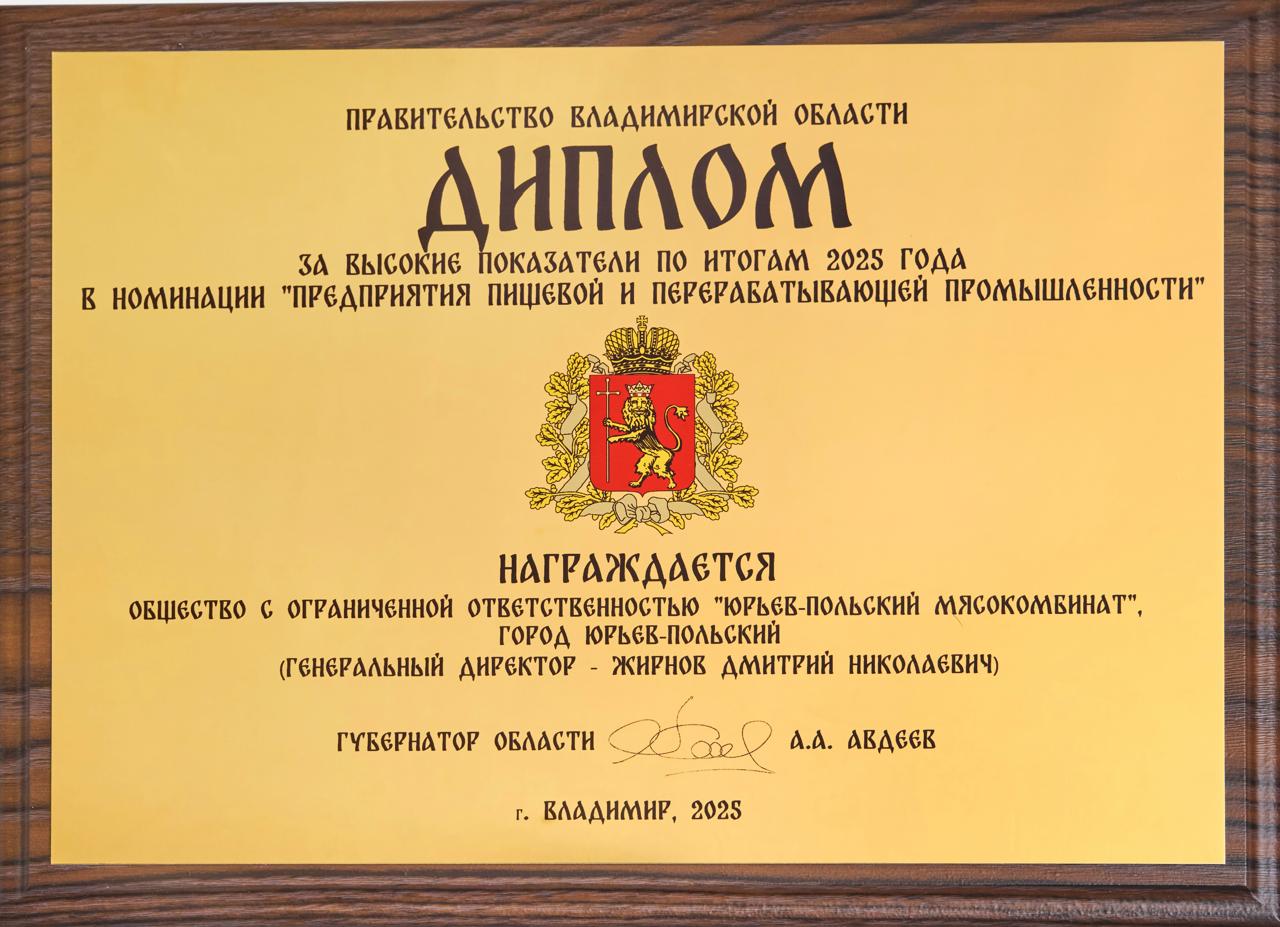 ПРАВИТЕЛЬСТВО ВЛАДИМИРСКОЙ ОБЛАСТИ
ДИПЛОМ
ЗА ВЫСОКИЕ ПОКАЗАТЕЛИ ПО ИТОГАМ 2025 ГОДА
В НОМИНАЦИИ "ПРЕДПРИЯТИЯ ПИЩЕВОЙ И ПЕРЕРАБАТЫВАЮЩЕЙ ПРОМЫШЛЕННОСТИ"
НАГРАЖДАЕТСЯ
ОБЩЕСТВО С ОГРАНИЧЕННОЙ ОТВЕТСТВЕННОСТЬЮ "ЮРЬЕВ-ПОЛЬСКИЙ МЯСОКОМБИНАТ",
ГОРОД ЮРЬЕВ-ПОЛЬСКИЙ
(ГЕНЕРАЛЬНЫЙ ДИРЕКТОР - ЖИРНОВ ДМИТРИЙ НИКОЛАЕВИЧ)
ГУБЕРНАТОР ОБЛАСТИ А.А. АВДЕЕВ
г. ВЛАДИМИР, 2025